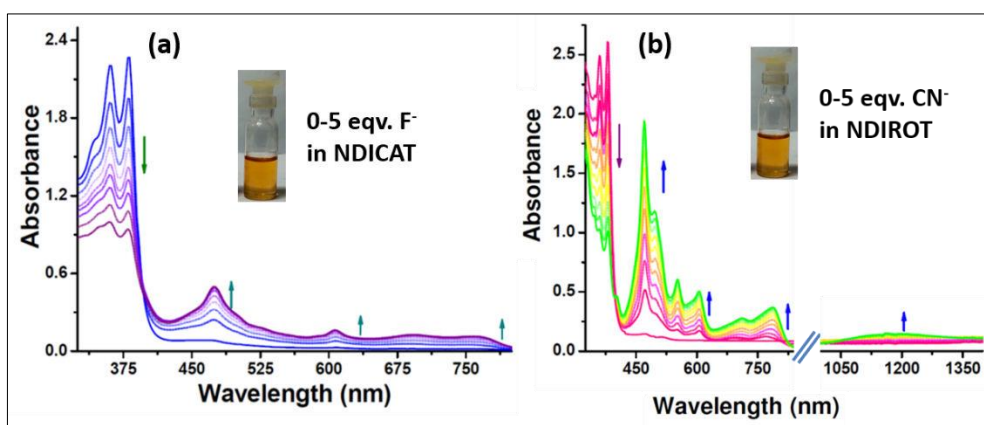 (a)
0-5 eqv. F⁻
in NDICAT
Absorbance
2.4
1.8
1.2
0.6
0.0
375 450 525 600 675 750
Wavelength (nm)
(b)
0-5 eqv. CN⁻
in NDIROT
Absorbance
2.5
2.0
1.5
1.0
0.5
0.0
450 550 650 750 1050 1200 1350
Wavelength (nm)